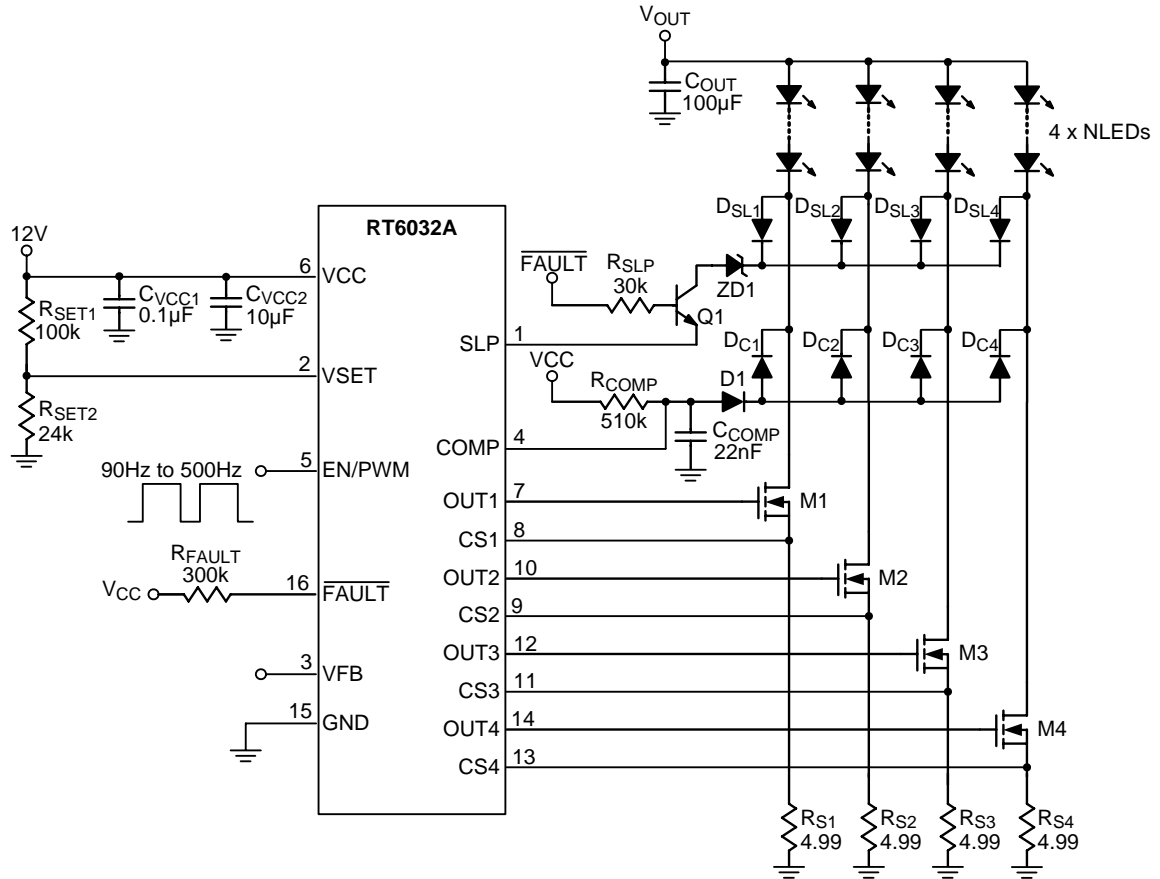 VOUT
COUT
100µF
4 x NLEDs
DSL1
DSL2
DSL3
DSL4
12V
RT6032A
FAULT
RSLP
30k
ZD1
6
VCC
CVCC1
0.1µF
CVCC2
10µF
RSET1
100k
Q1
1
SLP
DC1
DC2
DC3
DC4
VCC
RCOMP
510k
D1
2
VSET
RSET2
24k
CCOMP
22nF
4
COMP
90Hz to 500Hz
5
EN/PWM
OUT1
7
M1
CS1
8
RFAULT
300k
OUT2
10
M2
VCC
16
FAULT
CS2
9
OUT3
12
M3
3
VFB
CS3
11
15
GND
OUT4
14
M4
CS4
13
RS1
4.99
RS2
4.99
RS3
4.99
RS4
4.99